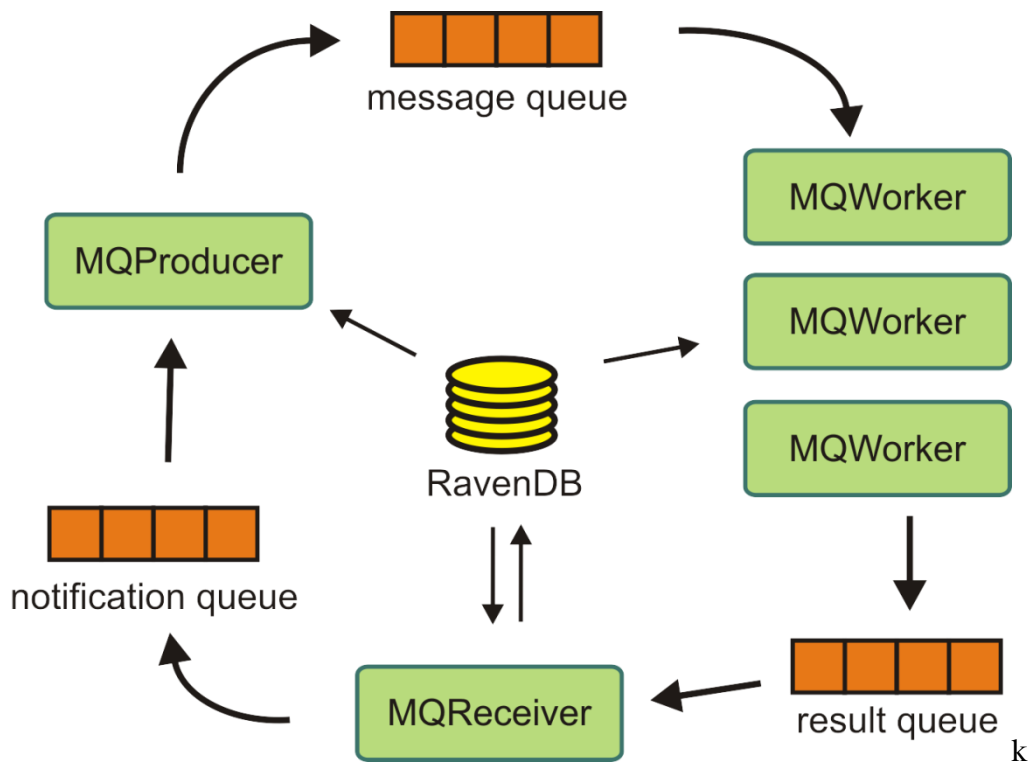 message queue
MQWorker
MQProducer
MQWorker
MQWorker
RavenDB
notification queue
MQReceiver
result queue
k